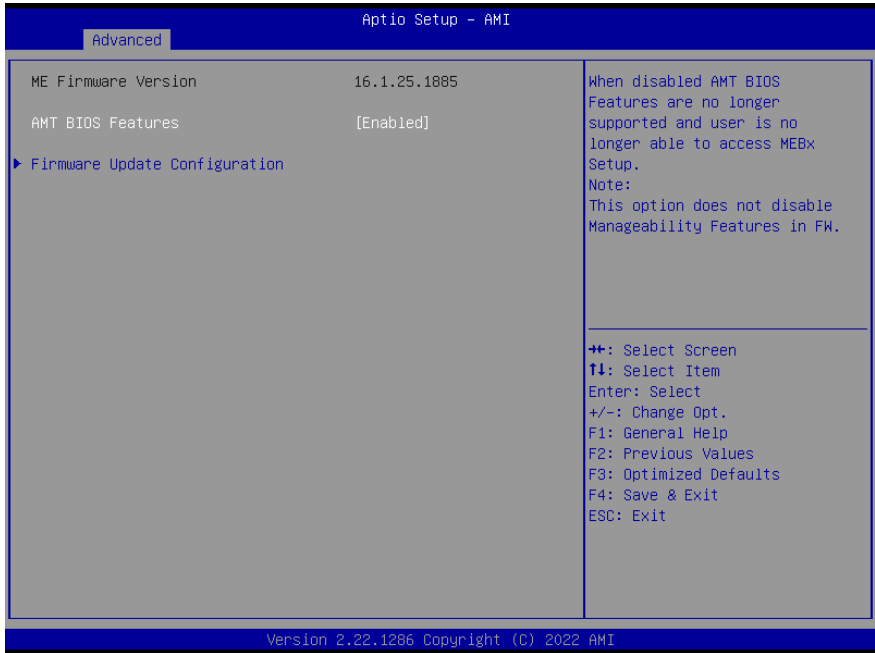 Aptio Setup – AMI
Advanced
ME Firmware Version 16.1.25.1885
AMT BIOS Features [Enabled]
Firmware Update Configuration
When disabled AMT BIOS
Features are no longer
supported and user is no
longer able to access MEBx
Setup.
Note:
This option does not disable
Manageability Features in FW.
→←: Select Screen
↑↓: Select Item
Enter: Select
+/-: Change Opt.
F1: General Help
F2: Previous Values
F3: Optimized Defaults
F4: Save & Exit
ESC: Exit
Version 2.22.1286 Copyright (C) 2022 AMI